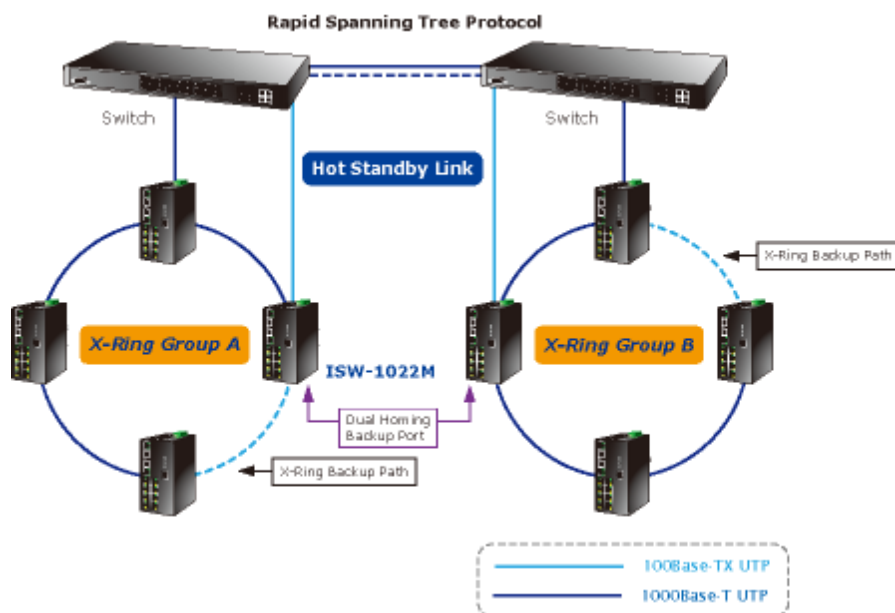 Rapid Spanning Tree Protocol
Switch
Switch
Hot Standby Link
X-Ring Backup Path
X-Ring Group A
X-Ring Group B
ISW-1022M
Dual Homing
Backup Port
X-Ring Backup Path
100Base-TX UTP
1000Base-T UTP